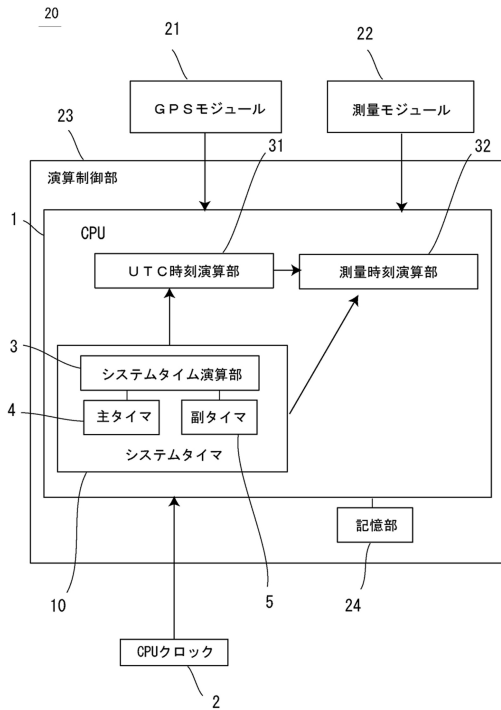 20
21
22
GPSモジュール
測量モジュール
23
31
32
演算制御部
1
CPU
UTC時刻演算部
測量時刻演算部
3
システムタイム演算部
4
主タイマ
副タイマ
システムタイマ
記憶部
10
5
24
CPUクロック
2